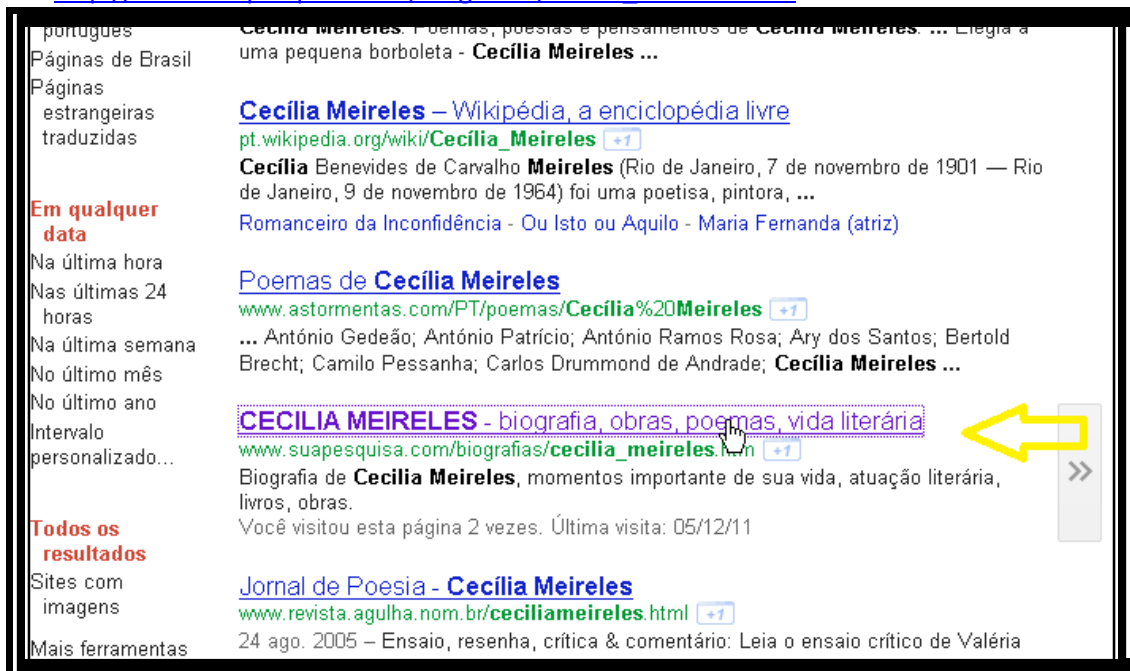 português
Páginas de Brasil
Páginas
estrangeiras
traduzidas
Em qualquer
data
Na última hora
Nas últimas 24
horas
Na última semana
No último mês
No último ano
Intervalo
personalizado...
Todos os
resultados
Sites com
imagens
Mais ferramentas
Cecília Meireles. Poemas, poesias e pensamentos de Cecília Meireles. ... Elegia a
uma pequena borboleta - Cecília Meireles ...
Cecília Meireles – Wikipédia, a enciclopédia livre
pt.wikipedia.org/wiki/Cecília_Meireles +1
Cecília Benevides de Carvalho Meireles (Rio de Janeiro, 7 de novembro de 1901 — Rio
de Janeiro, 9 de novembro de 1964) foi uma poetisa, pintora, ...
Romanceiro da Inconfidência - Ou Isto ou Aquilo - Maria Fernanda (atriz)
Poemas de Cecília Meireles
www.astormentas.com/PT/poemas/Cecília%20Meireles +1
... António Gedeão; António Patrício; António Ramos Rosa; Ary dos Santos; Bertold
Brecht; Camilo Pessanha; Carlos Drummond de Andrade; Cecília Meireles ...
CECILIA MEIRELES - biografia, obras, poemas, vida literária
www.suapesquisa.com/biografias/cecilia_meireles.htm +1
Biografia de Cecilia Meireles, momentos importante de sua vida, atuação literária,
livros, obras.
Você visitou esta página 2 vezes. Última visita: 05/12/11
Jornal de Poesia - Cecília Meireles
www.revista.agulha.nom.br/ceciliameireles.html +1
24 ago. 2005 – Ensaio, resenha, crítica & comentário: Leia o ensaio crítico de Valéria